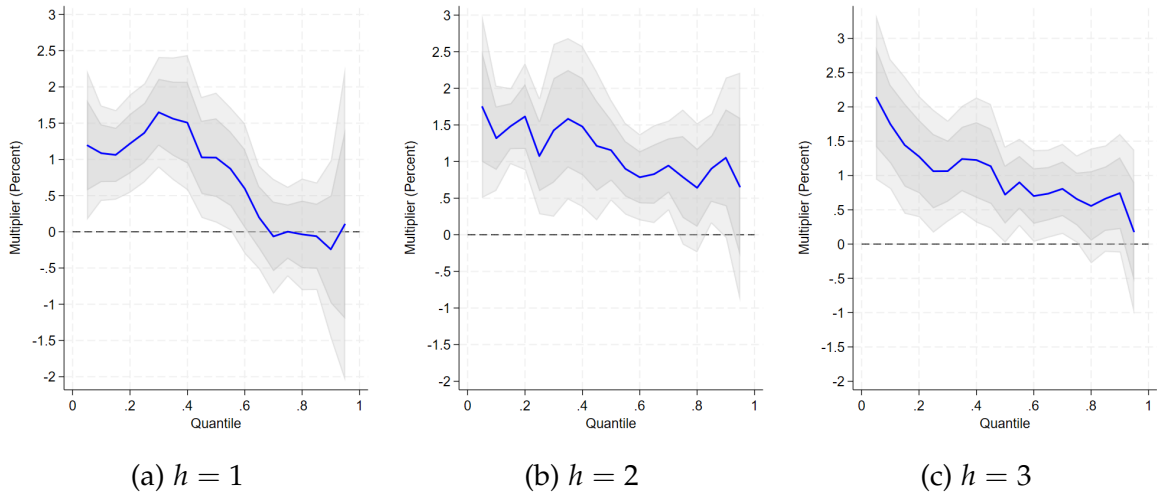 3
2.5
2
1.5
1
.5
0
-.5
-1
-1.5
-2
Multiplier (Percent)
0 .2 .4 .6 .8 1
Quantile
(a) h = 1
3
2.5
2
1.5
1
.5
0
-.5
-1
-1.5
-2
Multiplier (Percent)
0 .2 .4 .6 .8 1
Quantile
(b) h = 2
3
2.5
2
1.5
1
.5
0
-.5
-1
-1.5
-2
Multiplier (Percent)
0 .2 .4 .6 .8 1
Quantile
(c) h = 3